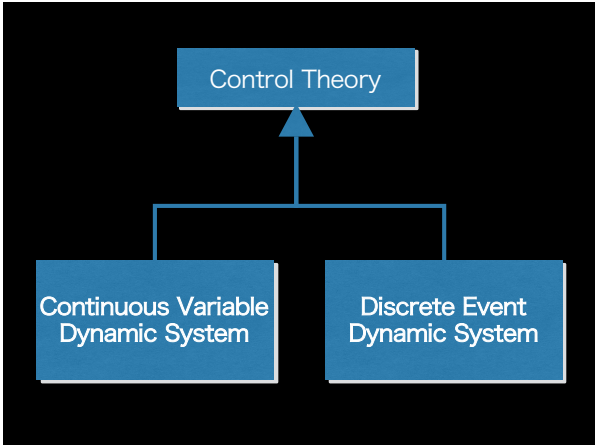 Control Theory
Continuous Variable
Dynamic System
Discrete Event
Dynamic System